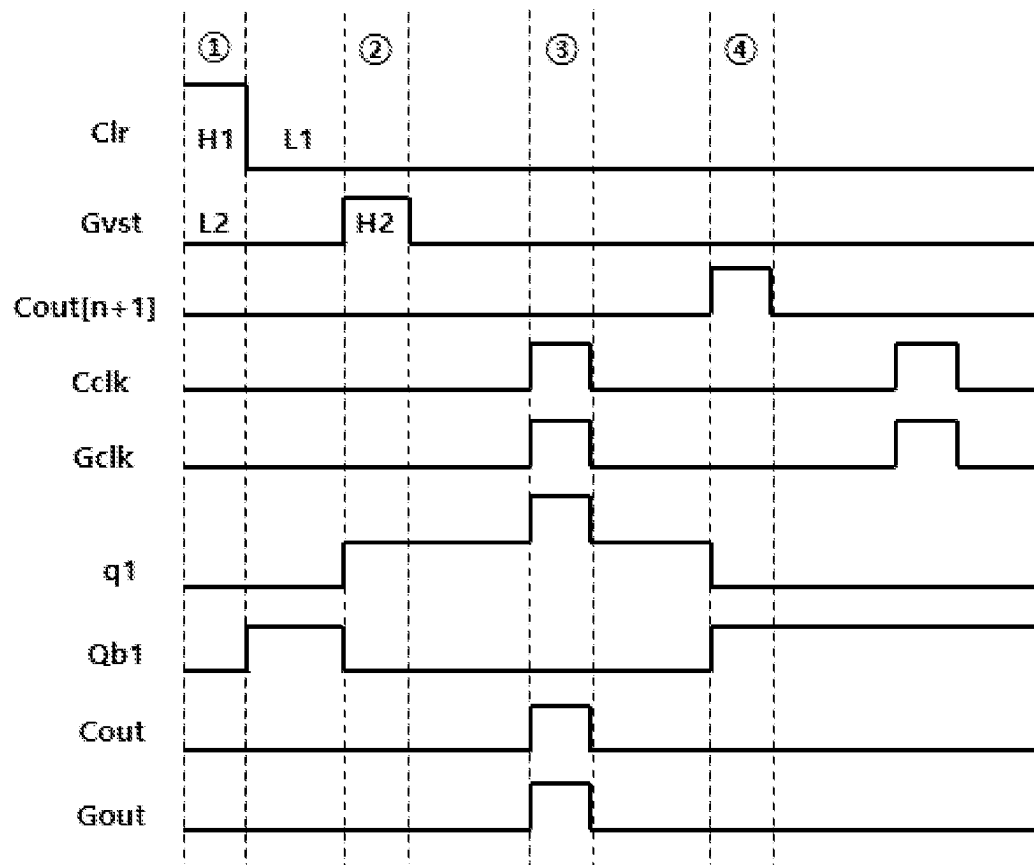 ① ② ③ ④
Clr H1 L1
Gvst L2 H2
Cout[n+1]
Cclk
Gclk
q1
Qb1
Cout
Gout